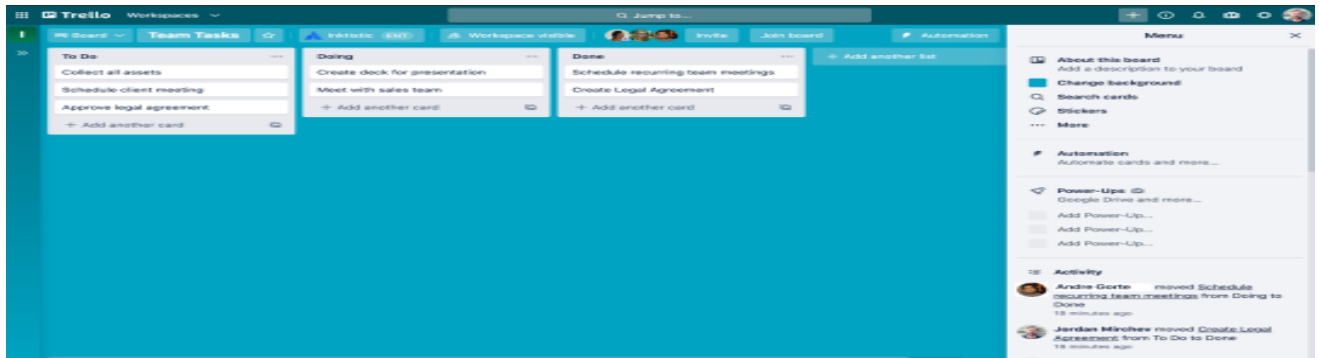 Trello Workspaces
Jump to...
Board Team Tasks Inktistic ENT Workspace visible Invite Join board Automation
To Do
Collect all assets
Schedule client meeting
Approve legal agreement
+ Add another card
Doing
Create deck for presentation
Meet with sales team
+ Add another card
Done
Schedule recurring team meetings
Create Legal Agreement
+ Add another card
+ Add another list
Menu
About this board
Add a description to your board
Change background
Search cards
Stickers
More
Automation
Automate cards and more...
Power-Ups
Google Drive and more...
Add Power-Up...
Add Power-Up...
Add Power-Up...
Activity
Andre Gorte moved Schedule
recurring team meetings from Doing to
Done
18 minutes ago
Jordan Mirchev moved Create Legal
Agreement from To Do to Done
18 minutes ago